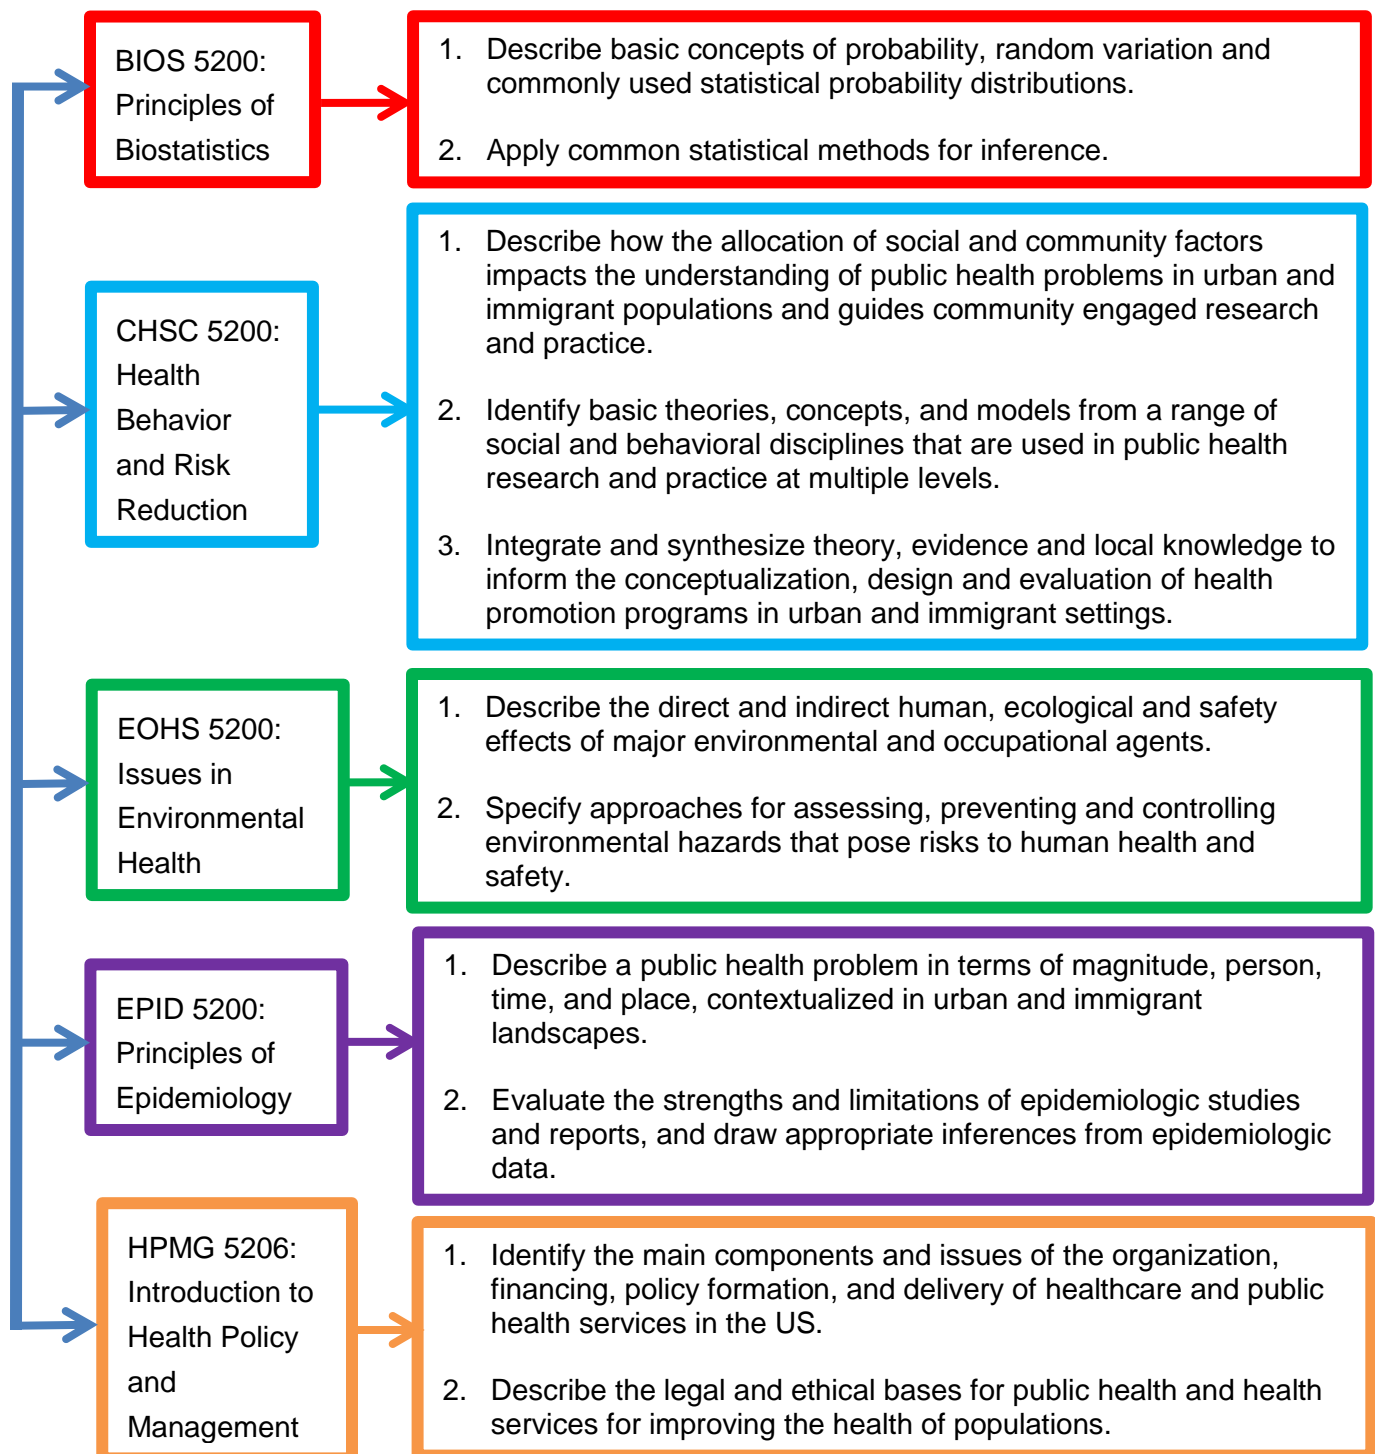 BIOS 5200:
Principles of
Biostatistics
1. Describe basic concepts of probability, random variation and
commonly used statistical probability distributions.
2. Apply common statistical methods for inference.
CHSC 5200:
Health
Behavior
and Risk
Reduction
1. Describe how the allocation of social and community factors
impacts the understanding of public health problems in urban and
immigrant populations and guides community engaged research
and practice.
2. Identify basic theories, concepts, and models from a range of
social and behavioral disciplines that are used in public health
research and practice at multiple levels.
3. Integrate and synthesize theory, evidence and local knowledge to
inform the conceptualization, design and evaluation of health
promotion programs in urban and immigrant settings.
EOHS 5200:
Issues in
Environmental
Health
1. Describe the direct and indirect human, ecological and safety
effects of major environmental and occupational agents.
2. Specify approaches for assessing, preventing and controlling
environmental hazards that pose risks to human health and
safety.
EPID 5200:
Principles of
Epidemiology
1. Describe a public health problem in terms of magnitude, person,
time, and place, contextualized in urban and immigrant
landscapes.
2. Evaluate the strengths and limitations of epidemiologic studies
and reports, and draw appropriate inferences from epidemiologic
data.
HPMG 5206:
Introduction to
Health Policy
and
Management
1. Identify the main components and issues of the organization,
financing, policy formation, and delivery of healthcare and public
health services in the US.
2. Describe the legal and ethical bases for public health and health
services for improving the health of populations.